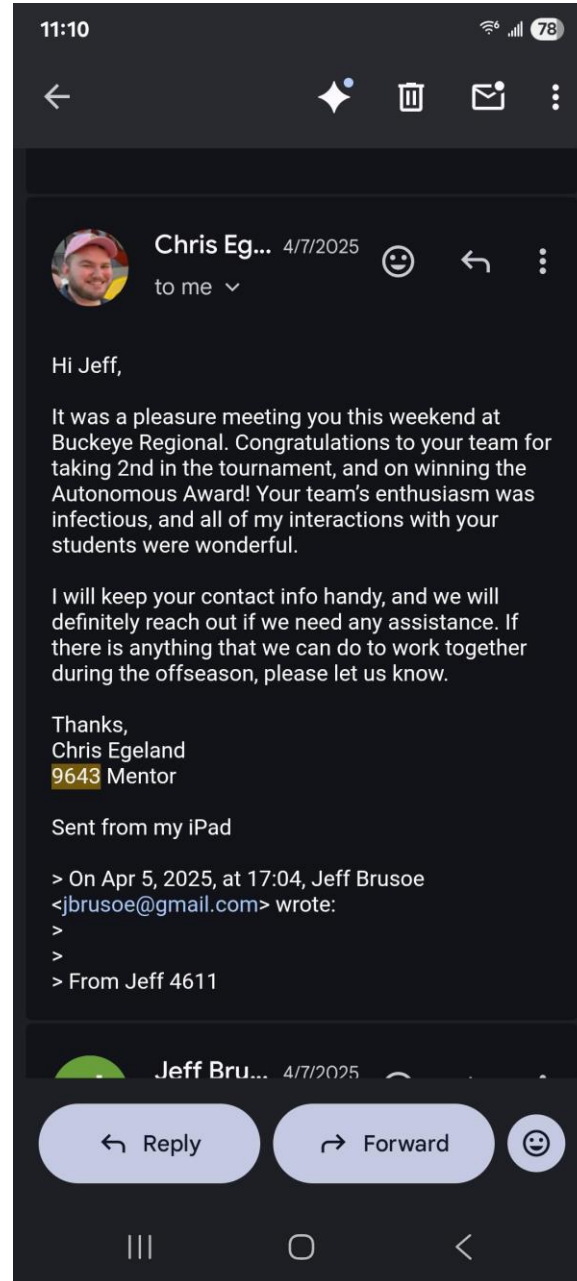 11:10
78
Chris Eg... 4/7/2025
to me
Hi Jeff,
It was a pleasure meeting you this weekend at
Buckeye Regional. Congratulations to your team for
taking 2nd in the tournament, and on winning the
Autonomous Award! Your team's enthusiasm was
infectious, and all of my interactions with your
students were wonderful.
I will keep your contact info handy, and we will
definitely reach out if we need any assistance. If
there is anything that we can do to work together
during the offseason, please let us know.
Thanks,
Chris Egeland
9643 Mentor
Sent from my iPad
> On Apr 5, 2025, at 17:04, Jeff Brusoe
<jbrusoe@gmail.com> wrote:
>
>
> From Jeff 4611
Jeff Bru... 4/7/2025
Reply
Forward